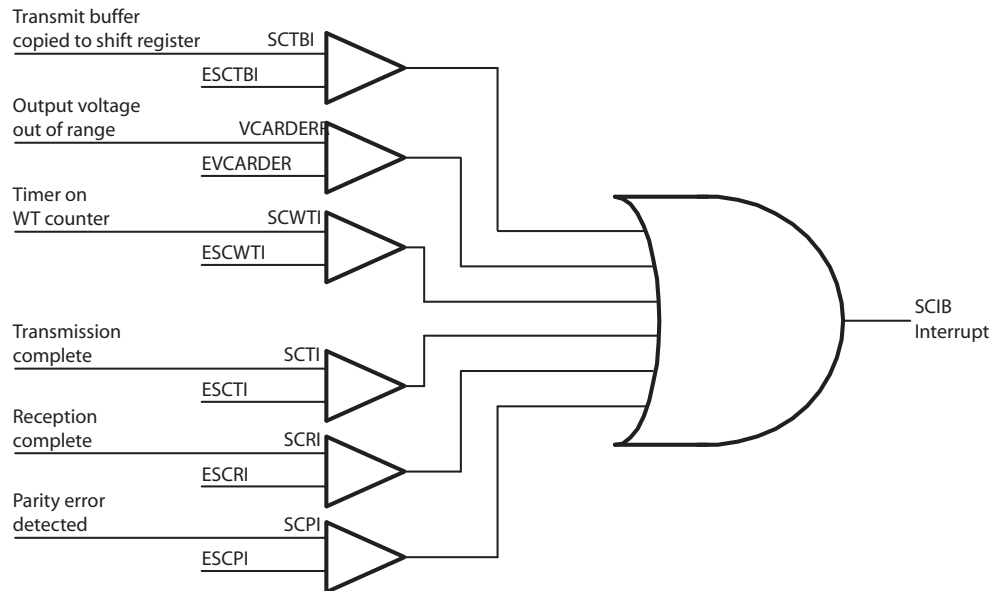 Transmit buffer
copied to shift register
SCTBI
ESCTBI
Output voltage
out of range
VCARDERR
EVCARDER
Timer on
WT counter
SCWTI
ESCWTI
Transmission
complete
SCTI
ESCTI
Reception
complete
SCRI
ESCRI
Parity error
detected
SCPI
ESCPI
SCIB
Interrupt